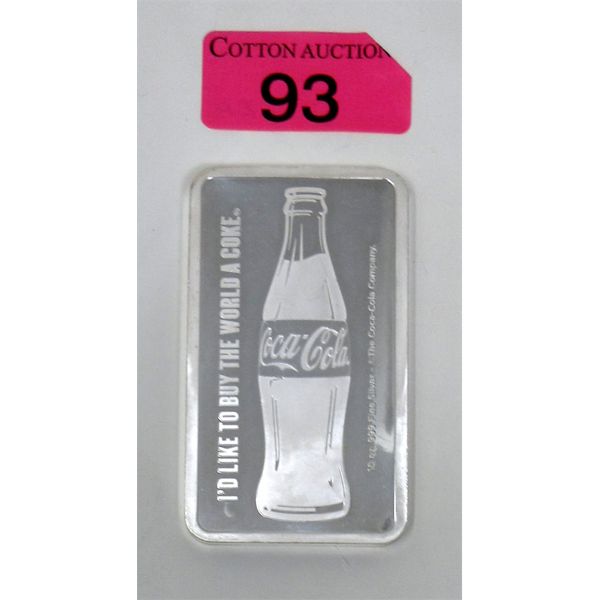 COTTON AUCTION
93
I'D LIKE TO BUY THE WORLD A COKE.
Coca-Cola
10 oz. .999 Fine Silver - The Coca-Cola Company.